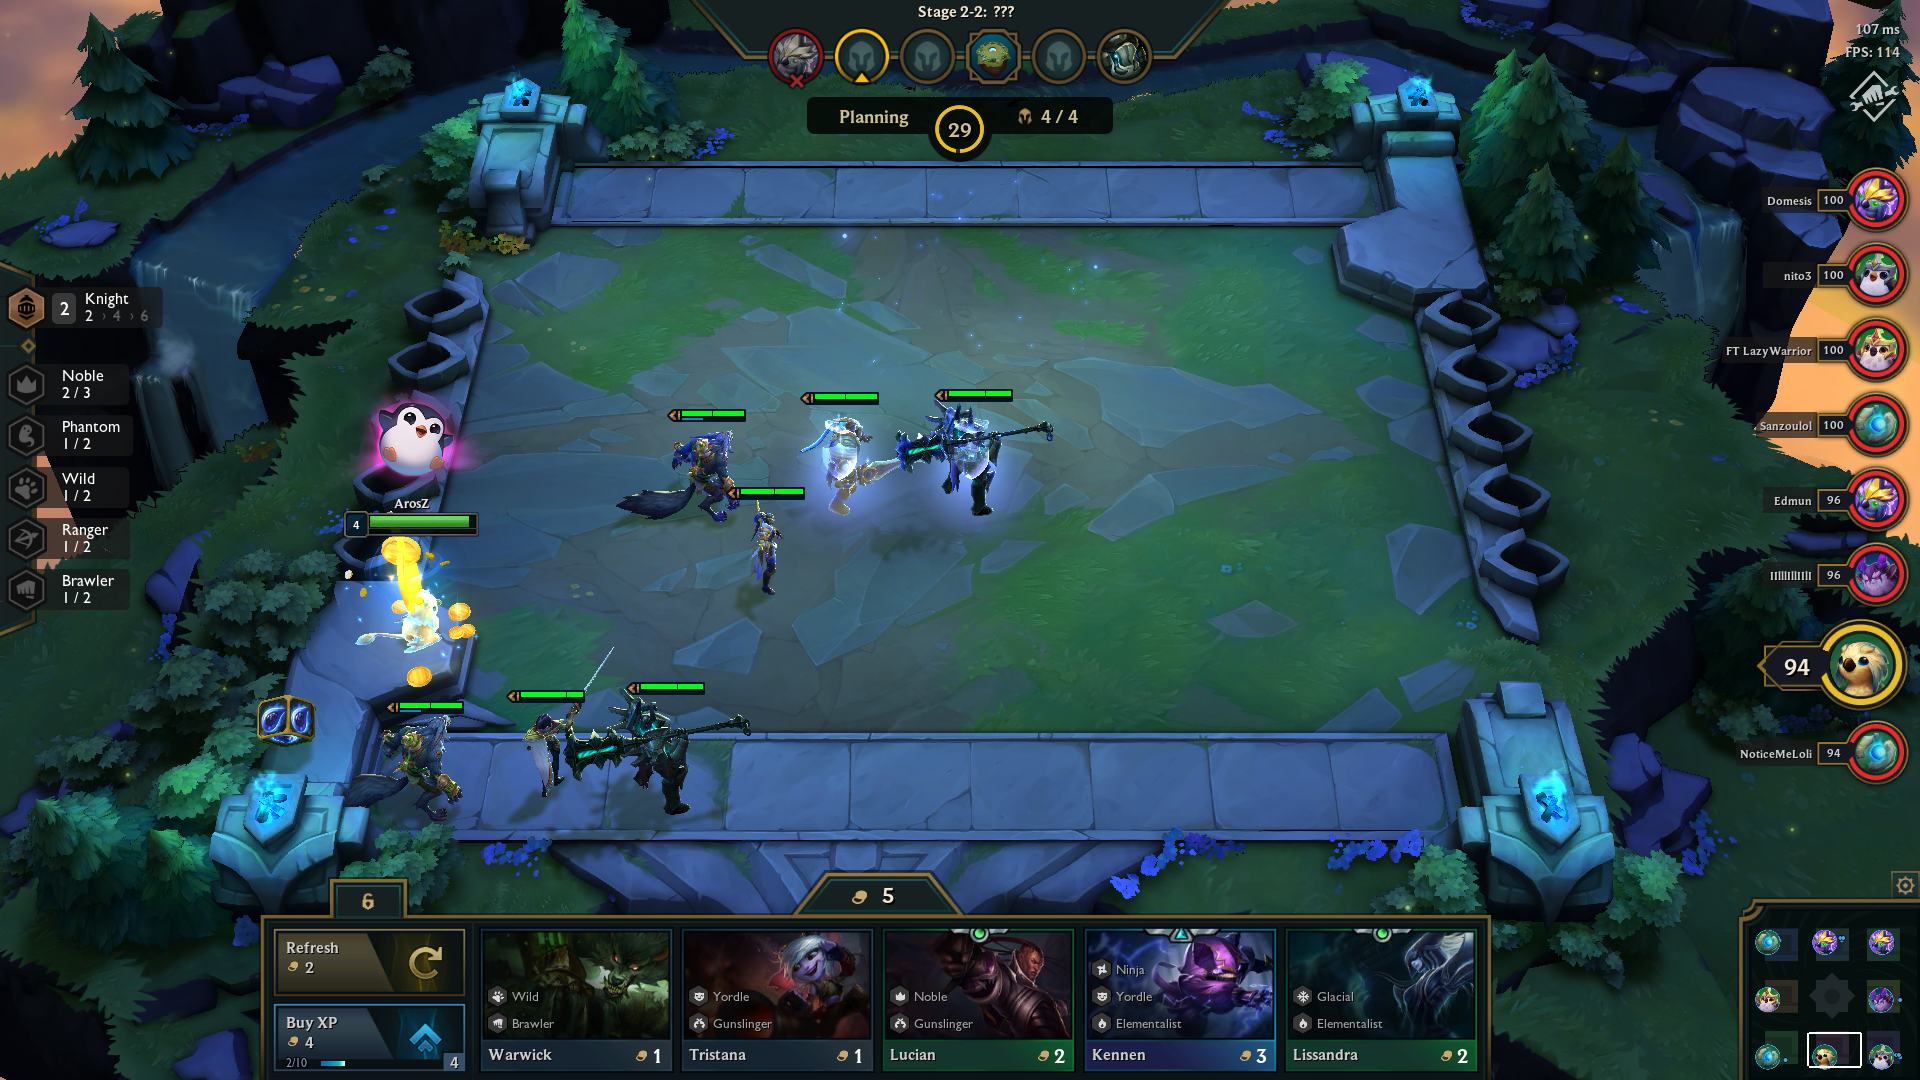 Stage 2-2: ???
107 ms
FPS: 114
Planning
29
4 / 4
Domesis 100
nito3 100
FT LazyWarrior 100
Sanzoulol 100
Edmun 96
96
94
NoticeMeLoli 94
2
Knight
2 › 4 › 6
Noble
2 / 3
Phantom
1 / 2
Wild
1 / 2
Ranger
1 / 2
Brawler
1 / 2
ArosZ
4
6
5
Refresh
2
Buy XP
4
2/10
4
Wild
Brawler
Warwick 1
Yordle
Gunslinger
Tristana 1
Noble
Gunslinger
Lucian 2
Ninja
Yordle
Elementalist
Kennen 3
Glacial
Elementalist
Lissandra 2